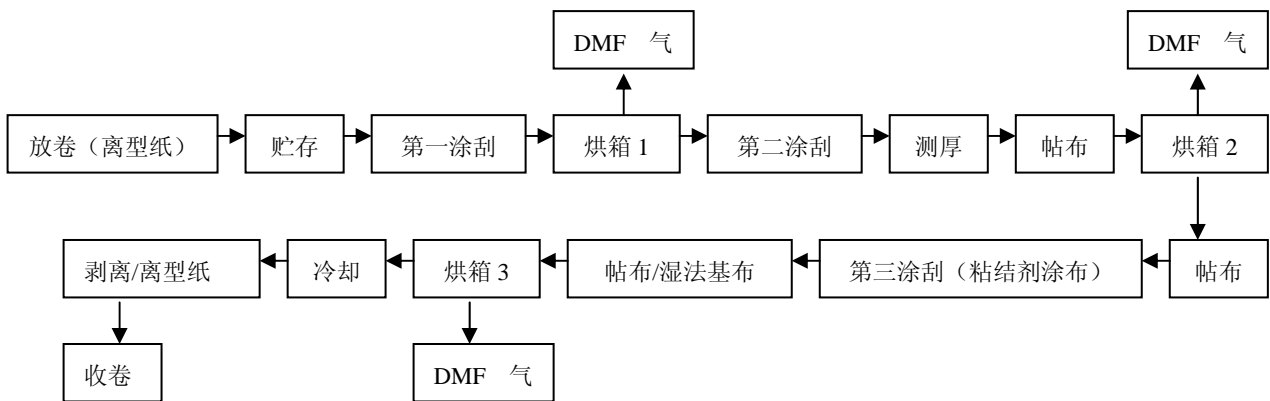 DMF 气
DMF 气
放卷（离型纸）
贮存
第一涂刮
烘箱 1
第二涂刮
测厚
帖布
烘箱 2
剥离/离型纸
冷却
烘箱 3
帖布/湿法基布
第三涂刮（粘结剂涂布）
帖布
收卷
DMF 气